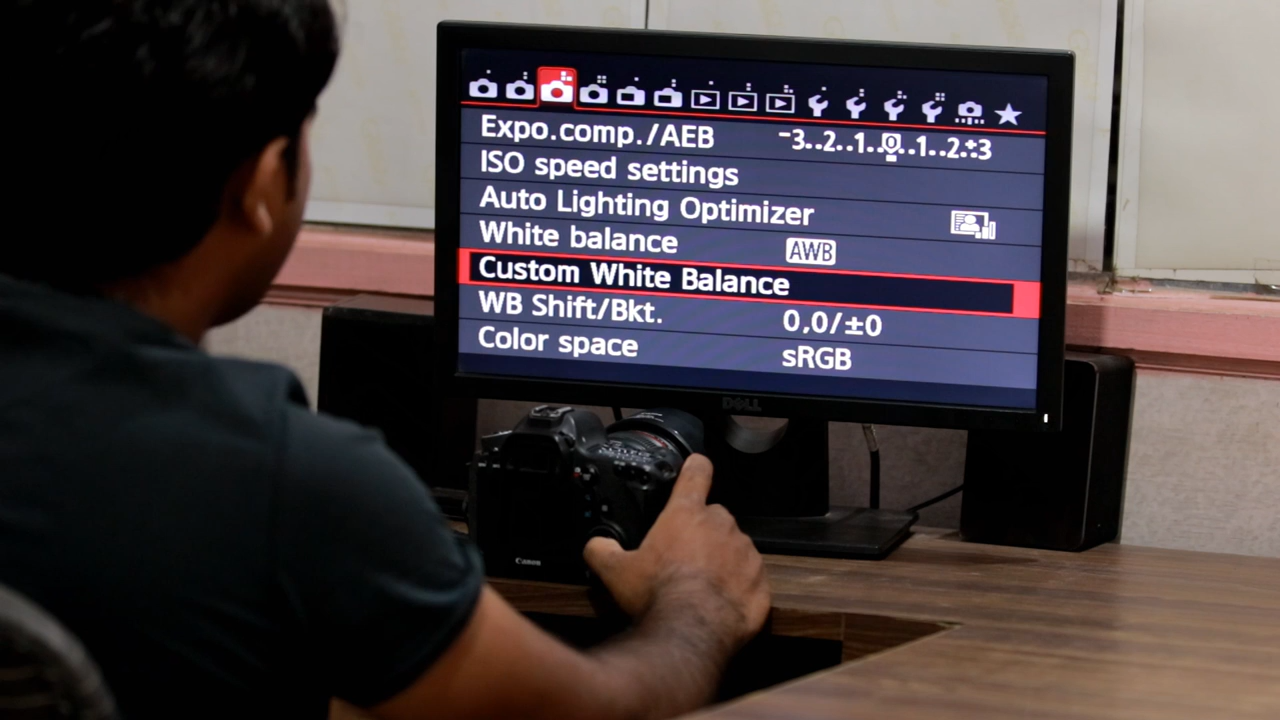 Expo.comp./AEB -3..2..1..0..1..2.:+3
ISO speed settings
Auto Lighting Optimizer
White balance AWB
Custom White Balance
WB Shift/Bkt. 0,0/±0
Color space sRGB
DELL
Canon